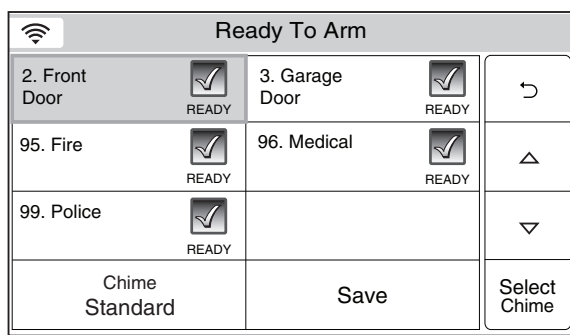 Ready To Arm
2. Front
Door
READY
3. Garage
Door
READY
95. Fire
READY
96. Medical
READY
99. Police
READY
Chime
Standard
Save
Select
Chime